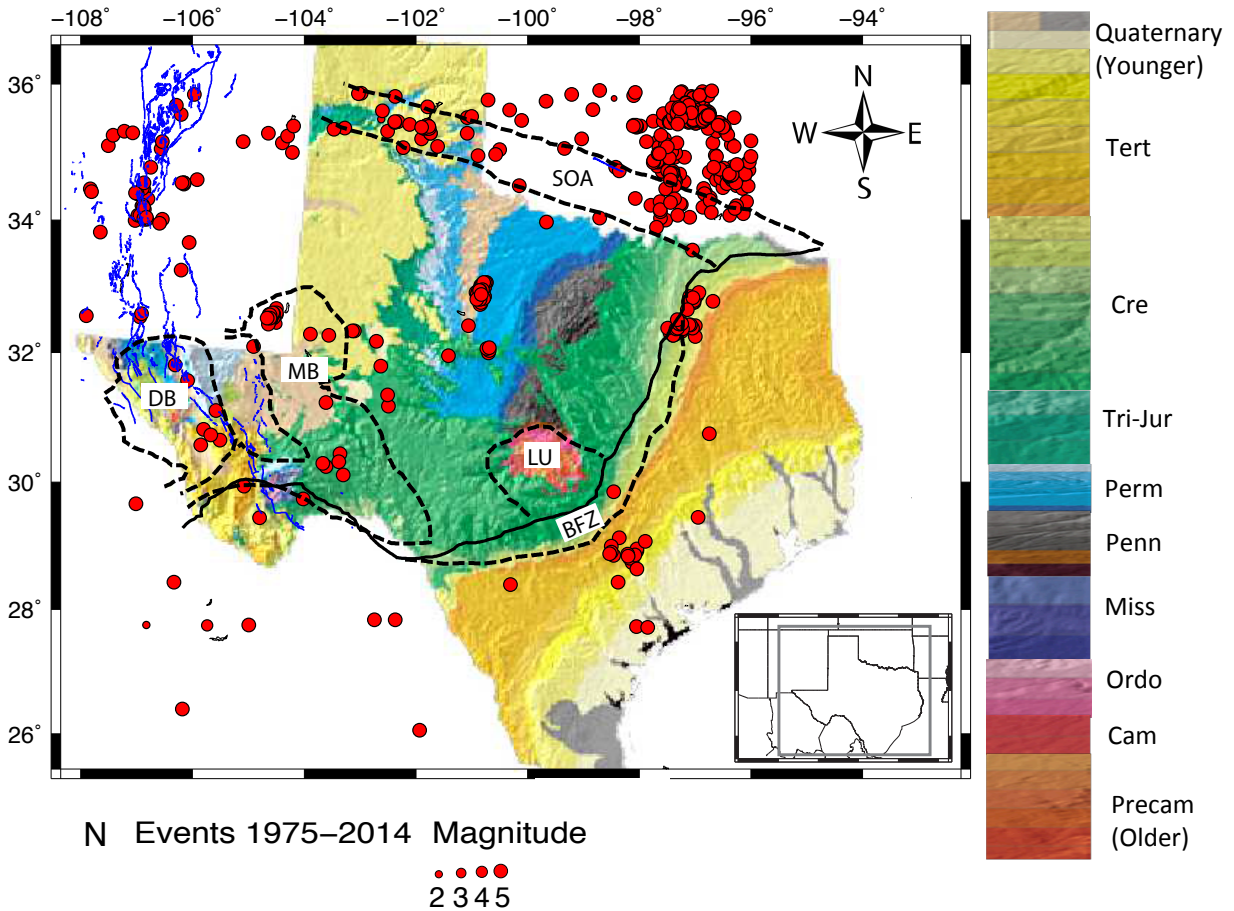 −108 −106 −104 −102 −100 −98 −96 −94
36˚
34˚
32˚
30˚
28˚
26˚
N
W E
S
SOA
MB
DB
LU
BFZ
N Events 1975−2014 Magnitude
2 3 4 5
Quaternary
(Younger)
Tert
Cre
Tri-Jur
Perm
Penn
Miss
Ordo
Cam
Precam
(Older)